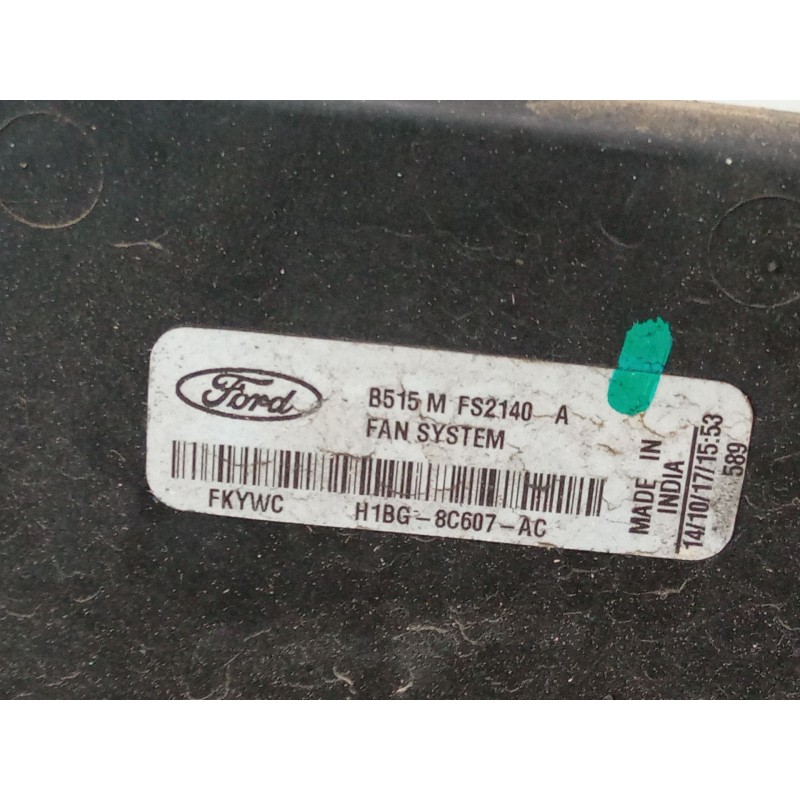 Ford
B515 M FS2140 A
FAN SYSTEM
FKYWC H1BG-8C607-AC
MADE IN
INDIA
14/10/17/15:53
589